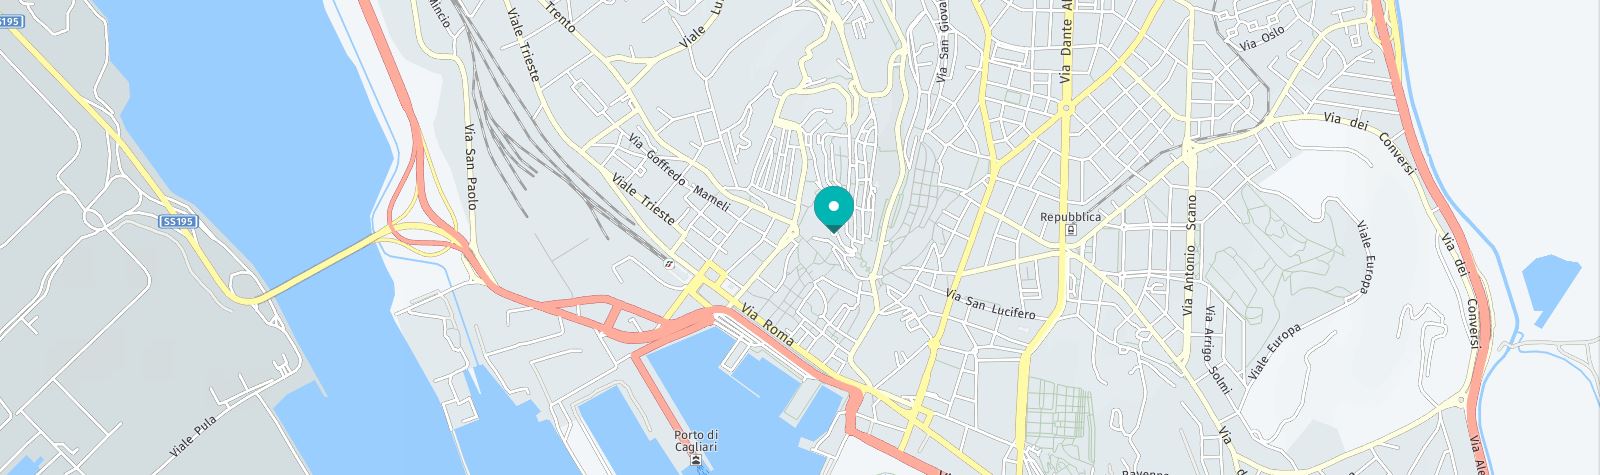 S195
Mincio
Viale Trieste
Trento
Viale Lu
Via San Giova
Via Dante Al
Via Oslo
Via dei Conversi
Via San Paolo
Via Goffredo Mameli
Viale Trieste
SS195
Repubblica
Via Antonio Scano
Viale Europa
Via dei Conversi
Via San Lucifero
Via Roma
Via Arrigo Solmi
Viale Europa
Viale Pula
Porto di
Cagliari
Via
d
Via Ale